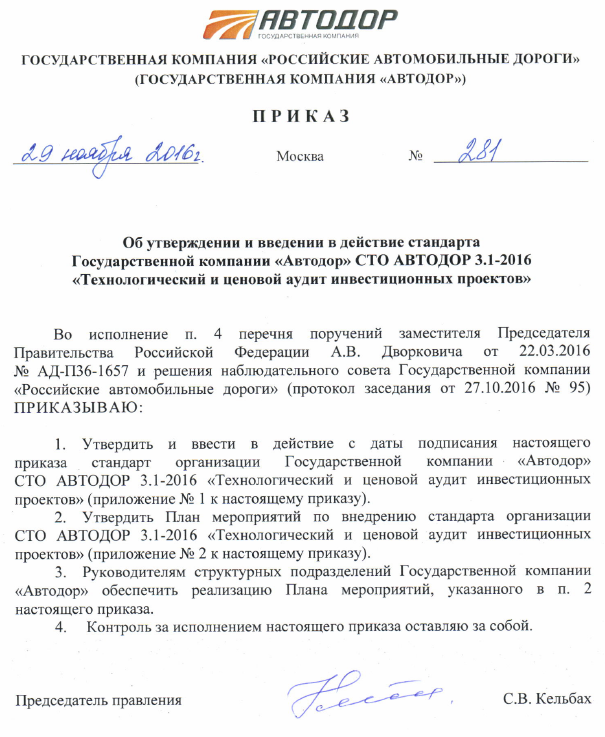 АВТОДОР
ГОСУДАРСТВЕННАЯ КОМПАНИЯ
ГОСУДАРСТВЕННАЯ КОМПАНИЯ «РОССИЙСКИЕ АВТОМОБИЛЬНЫЕ ДОРОГИ»
(ГОСУДАРСТВЕННАЯ КОМПАНИЯ «АВТОДОР»)
ПРИКАЗ
29 ноября 2016г. Москва № 281
Об утверждении и введении в действие стандарта
Государственной компании «Автодор» СТО АВТОДОР 3.1-2016
«Технологический и ценовой аудит инвестиционных проектов»
Во исполнение п. 4 перечня поручений заместителя Председателя
Правительства Российской Федерации А.В. Дворковича от 22.03.2016
№ АД-П36-1657 и решения наблюдательного совета Государственной компании
«Российские автомобильные дороги» (протокол заседания от 27.10.2016 № 95)
ПРИКАЗЫВАЮ:
1. Утвердить и ввести в действие с даты подписания настоящего
приказа стандарт организации Государственной компании «Автодор»
СТО АВТОДОР 3.1-2016 «Технологический и ценовой аудит инвестиционных
проектов» (приложение № 1 к настоящему приказу).
2. Утвердить План мероприятий по внедрению стандарта организации
СТО АВТОДОР 3.1-2016 «Технологический и ценовой аудит инвестиционных
проектов» (приложение № 2 к настоящему приказу).
3. Руководителям структурных подразделений Государственной компании
«Автодор» обеспечить реализацию Плана мероприятий, указанного в п. 2
настоящего приказа.
4. Контроль за исполнением настоящего приказа оставляю за собой.
Председатель правления С.В. Кельбах